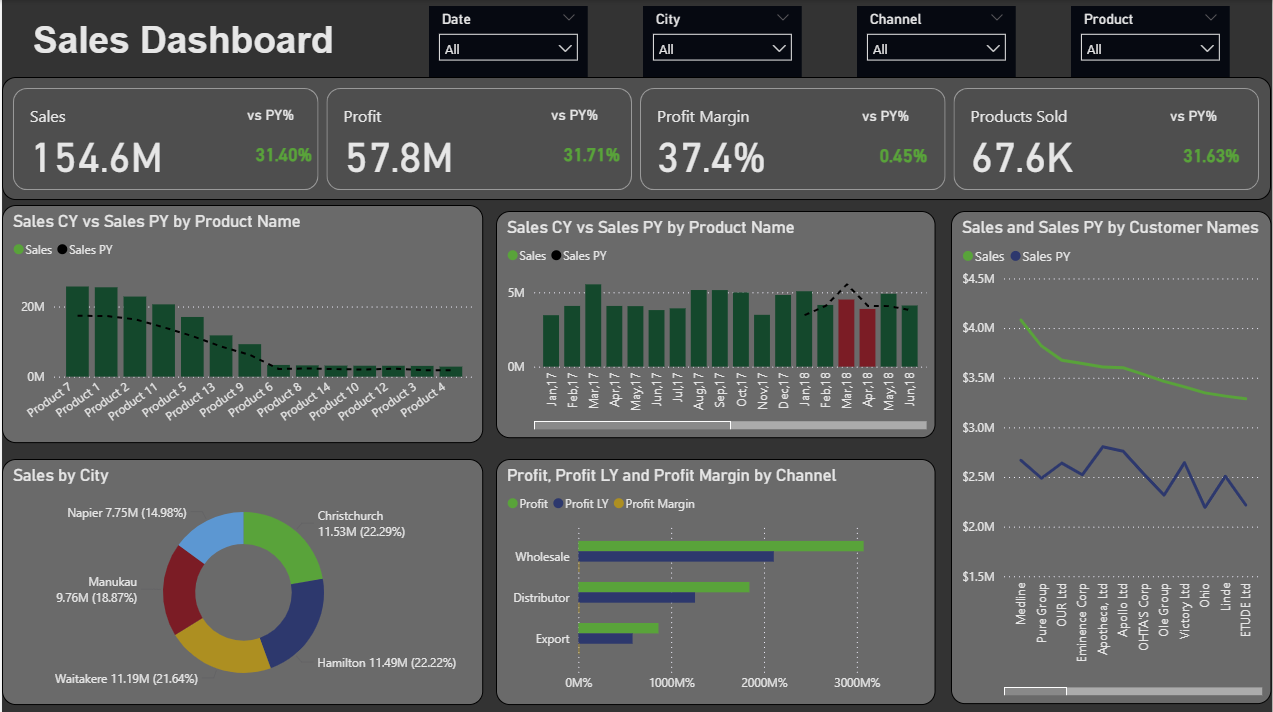 Sales Dashboard
Date
All
City
All
Channel
All
Product
All
Sales
vs PY%
154.6M
31.40%
Profit
vs PY%
57.8M
31.71%
Profit Margin
vs PY%
37.4%
0.45%
Products Sold
vs PY%
67.6K
31.63%
Sales CY vs Sales PY by Product Name
Sales Sales PY
20M
0M
Product 7
Product 1
Product 2
Product 11
Product 5
Product 13
Product 9
Product 6
Product 8
Product 14
Product 10
Product 12
Product 3
Product 4
Sales CY vs Sales PY by Product Name
Sales Sales PY
5M
0M
Jan,17
Feb,17
Mar,17
Apr,17
May,17
Jun,17
Jul,17
Aug,17
Sep,17
Oct,17
Nov,17
Dec,17
Jan,18
Feb,18
Mar,18
Apr,18
May,18
Jun,18
Sales and Sales PY by Customer Names
Sales Sales PY
$4.5M
$4.0M
$3.5M
$3.0M
$2.5M
$2.0M
$1.5M
Medline
Pure Group
OUR Ltd
Eminence Corp
Apotheca, Ltd
Apollo Ltd
OHTA'S Corp
Ole Group
Victory Ltd
Ohio
Linde
ETUDE Ltd
Sales by City
Napier 7.75M (14.98%)
Christchurch
11.53M (22.29%)
Manukau
9.76M (18.87%)
Hamilton 11.49M (22.22%)
Waitakere 11.19M (21.64%)
Profit, Profit LY and Profit Margin by Channel
Profit Profit LY Profit Margin
Wholesale
Distributor
Export
0M% 1000M% 2000M% 3000M%